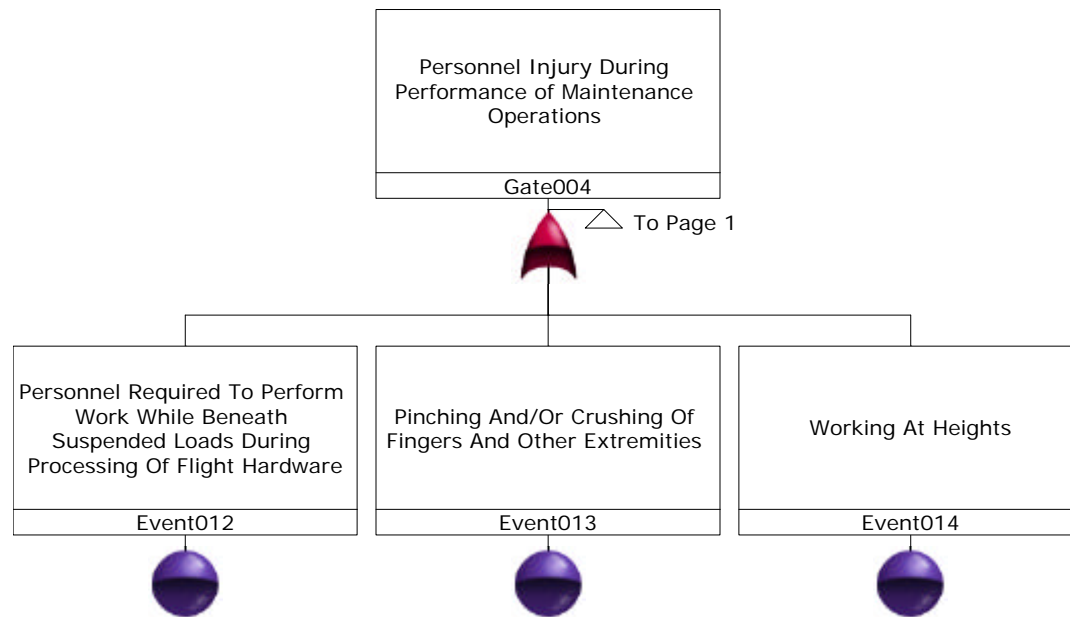 Personnel Injury During
Performance of Maintenance
Operations
Gate004
To Page 1
Personnel Required To Perform
Work While Beneath
Suspended Loads During
Processing Of Flight Hardware
Event012
Pinching And/Or Crushing Of
Fingers And Other Extremities
Event013
Working At Heights
Event014